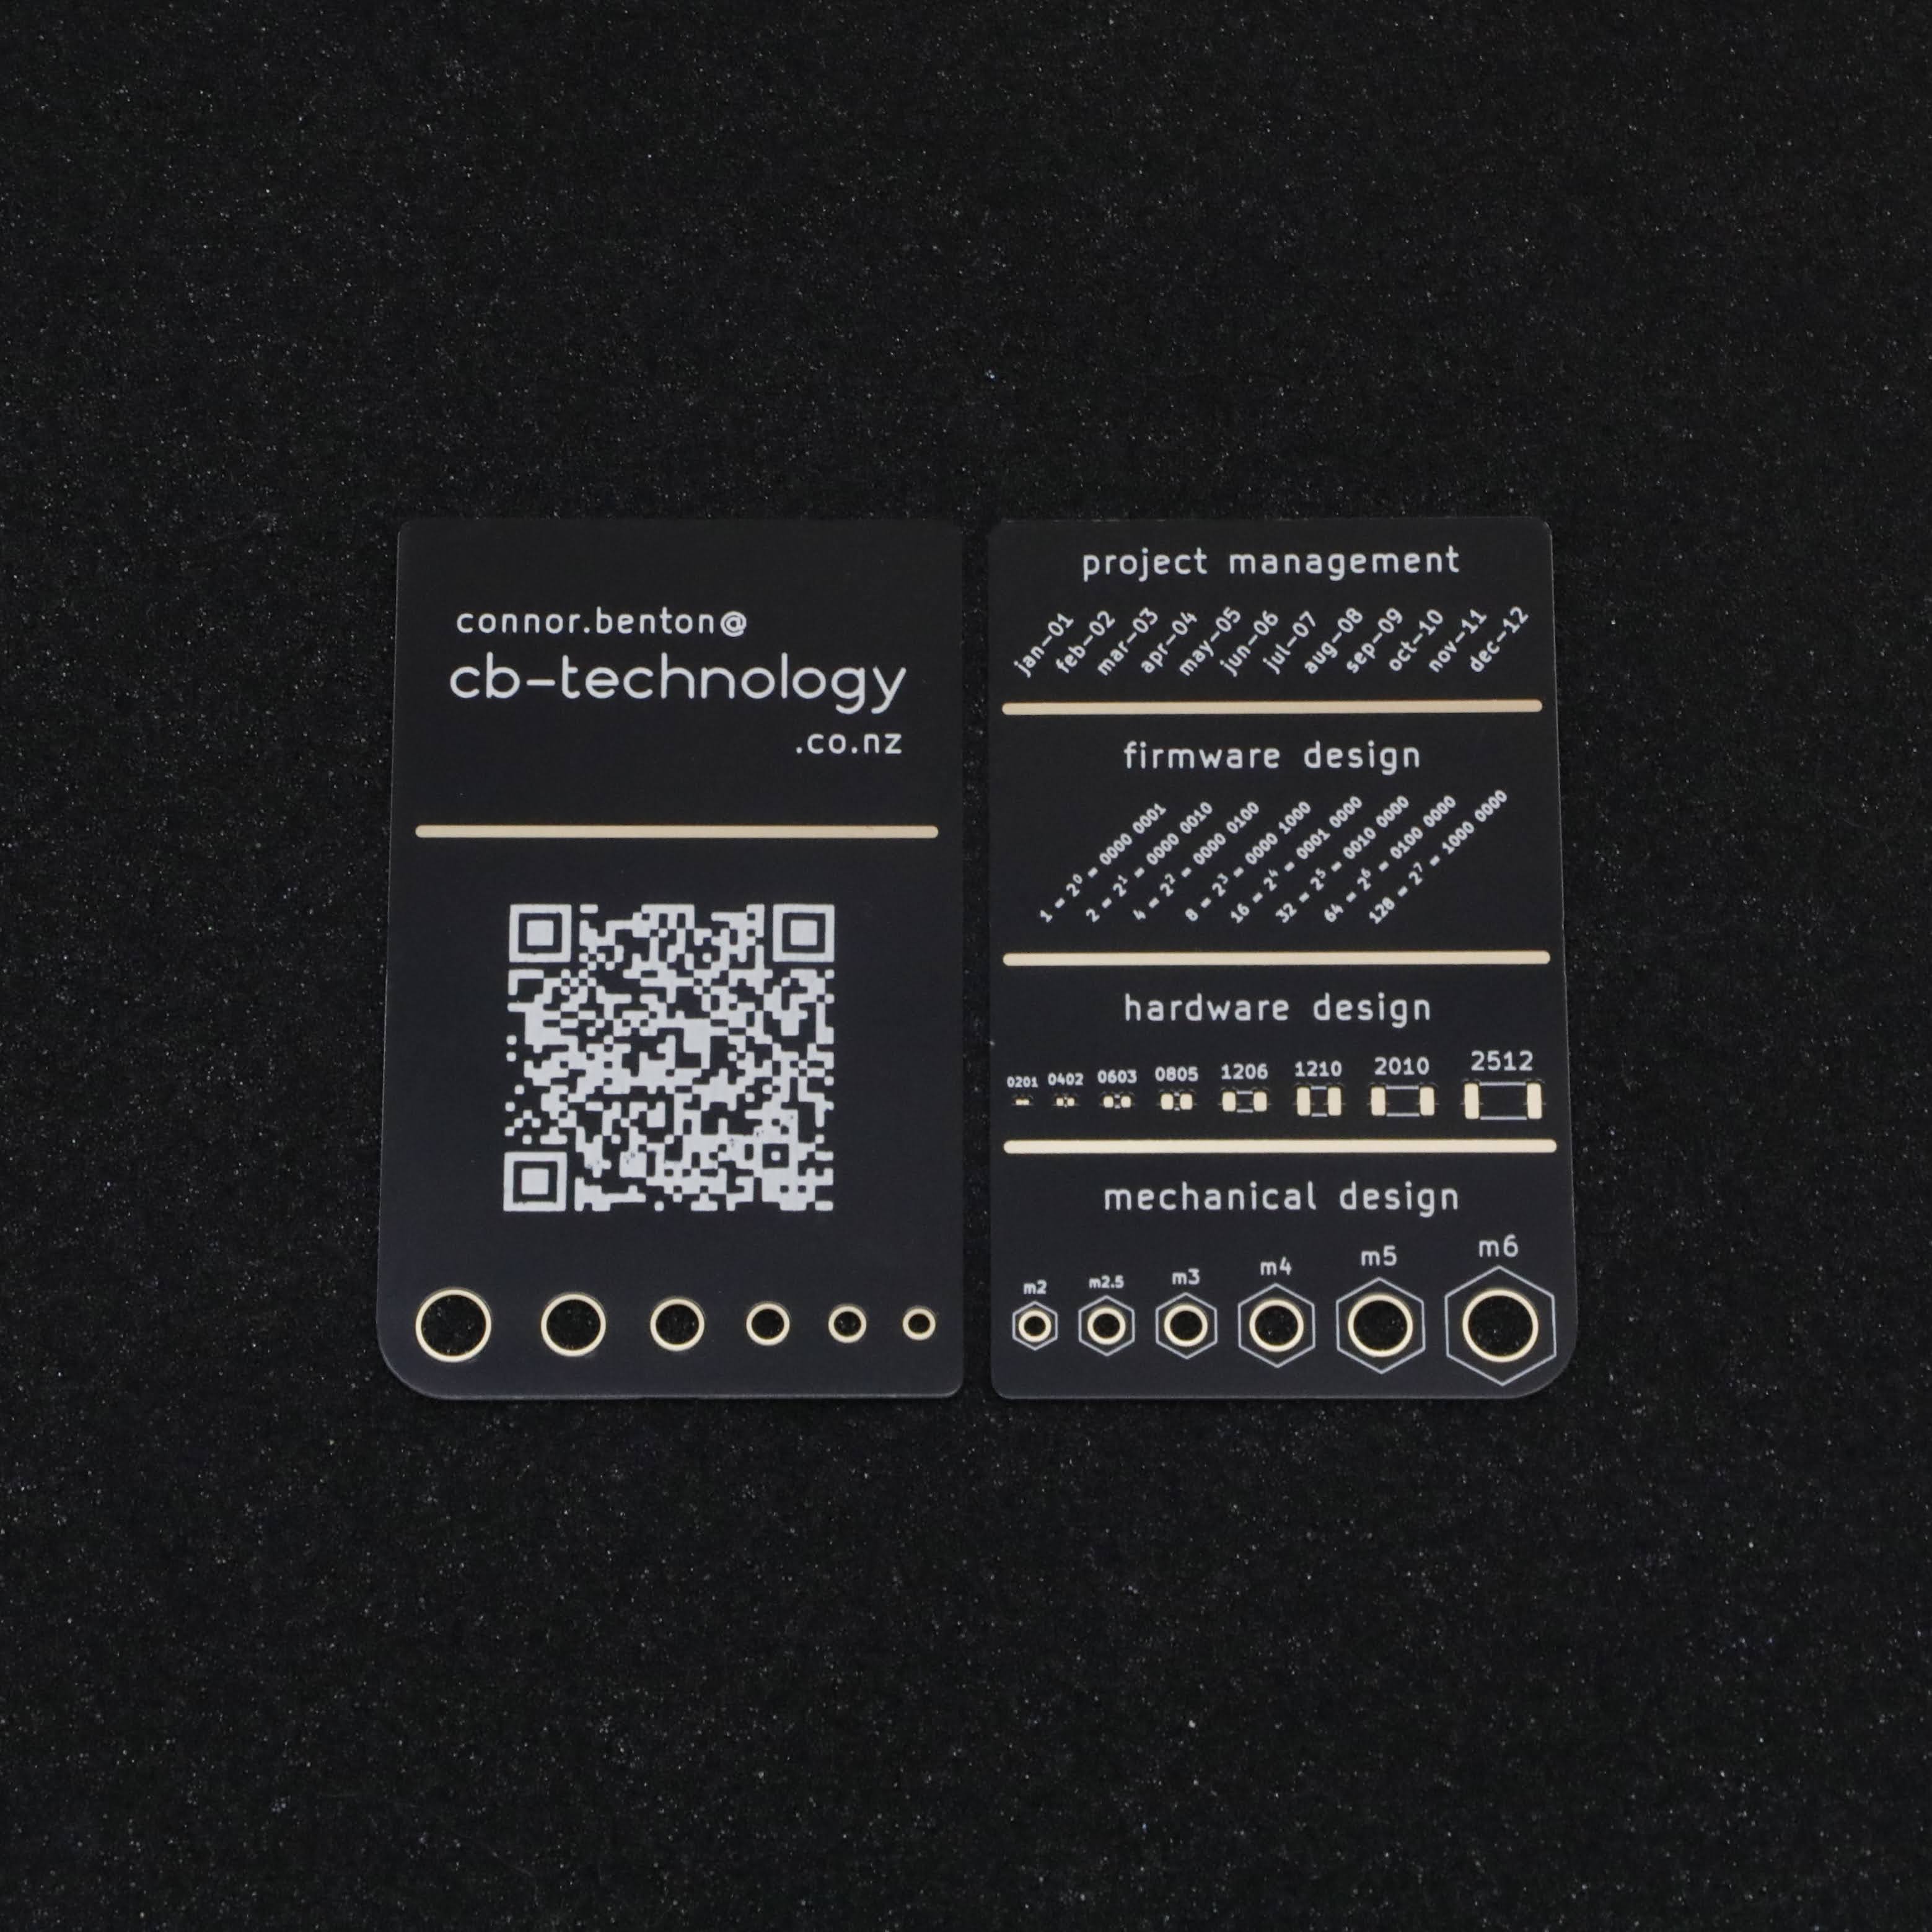 connor.benton@
cb-technology
.co.nz
project management
jan-01 feb-02 mar-03 apr-04 may-05 jun-06 jul-07 aug-08 sep-09 oct-10 nov-11 dec-12
firmware design
1 = 2⁰ = 0000 0001
2 = 2¹ = 0000 0010
4 = 2² = 0000 0100
8 = 2³ = 0000 1000
16 = 2⁴ = 0001 0000
32 = 2⁵ = 0010 0000
64 = 2⁶ = 0100 0000
128 = 2⁷ = 1000 0000
hardware design
0201 0402 0603 0805 1206 1210 2010 2512
mechanical design
m2 m2.5 m3 m4 m5 m6